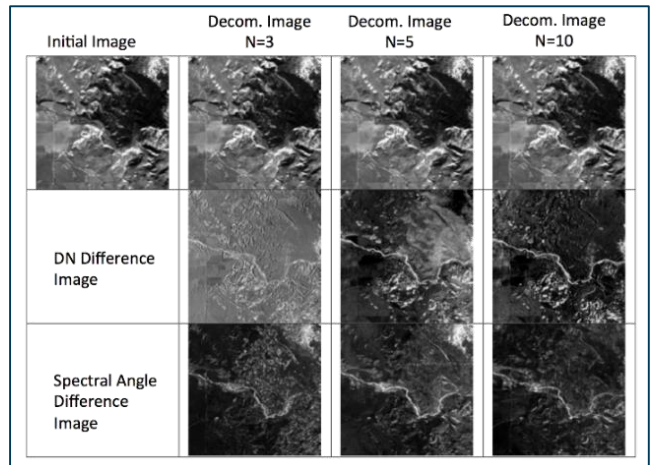 Initial Image
Decom. Image
N=3
Decom. Image
N=5
Decom. Image
N=10
DN Difference
Image
Spectral Angle
Difference
Image